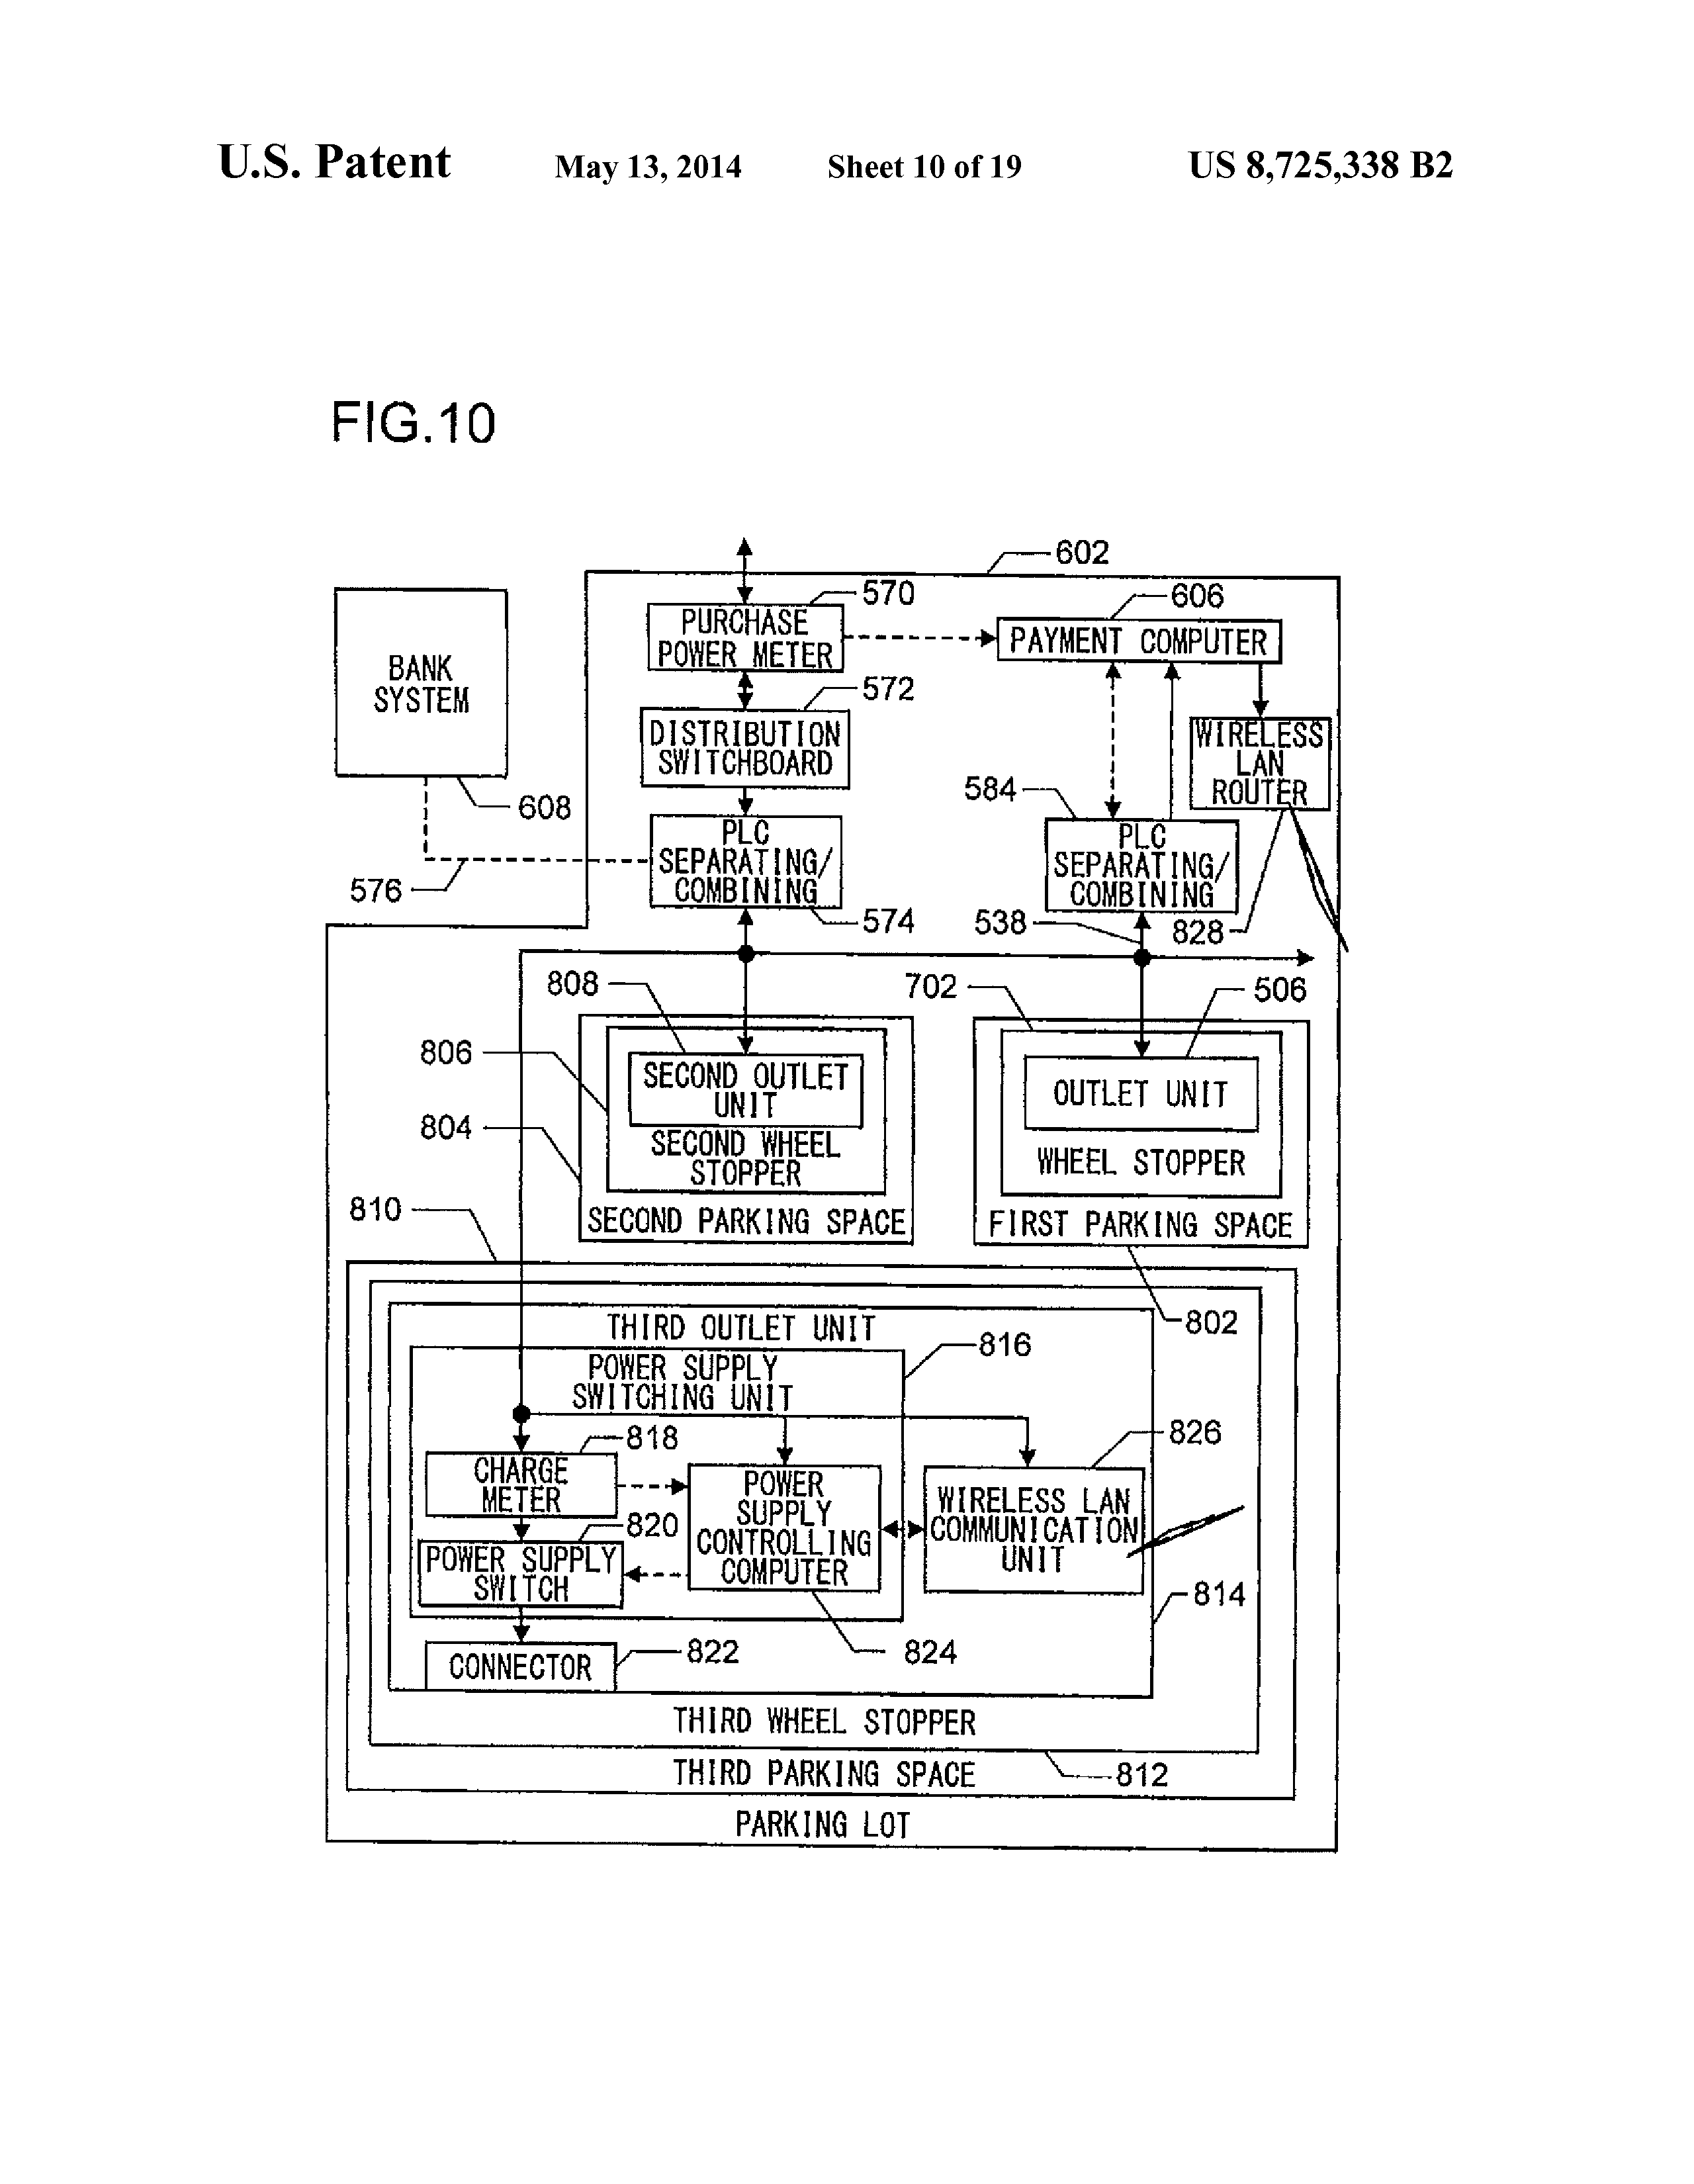 U.S. Patent May 13, 2014 Sheet 10 of 19 US 8,725,338 B2
FIG.10
602
570
606
PURCHASE
POWER METER
PAYMENT COMPUTER
BANK
SYSTEM
572
DISTRIBUTION
SWITCHBOARD
WIRELESS
LAN
ROUTER
584
608
PLC
SEPARATING/
COMBINING
PLC
SEPARATING/
COMBINING
576
574
538
828
808
702
506
806
SECOND OUTLET
UNIT
OUTLET UNIT
804
SECOND WHEEL
STOPPER
WHEEL STOPPER
810
SECOND PARKING SPACE
FIRST PARKING SPACE
802
THIRD OUTLET UNIT
816
POWER SUPPLY
SWITCHING UNIT
818
826
CHARGE
METER
POWER
SUPPLY
CONTROLLING
COMPUTER
WIRELESS LAN
COMMUNICATION
UNIT
820
POWER SUPPLY
SWITCH
814
822
824
CONNECTOR
THIRD WHEEL STOPPER
THIRD PARKING SPACE
812
PARKING LOT